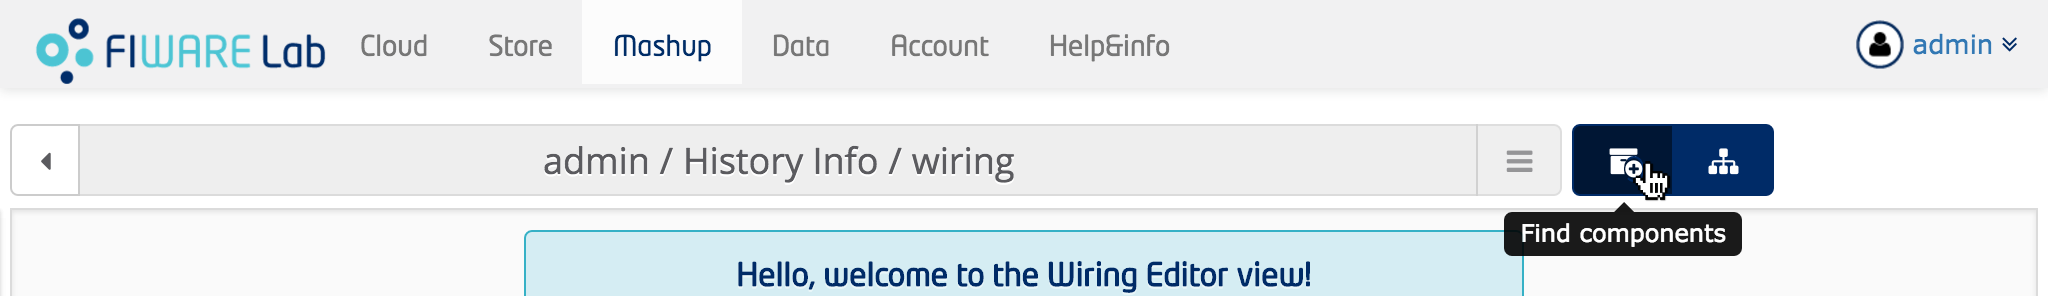 FIWARE Lab Cloud Store Mashup Data Account Help&info admin
admin / History Info / wiring
Find components
Hello, welcome to the Wiring Editor view!